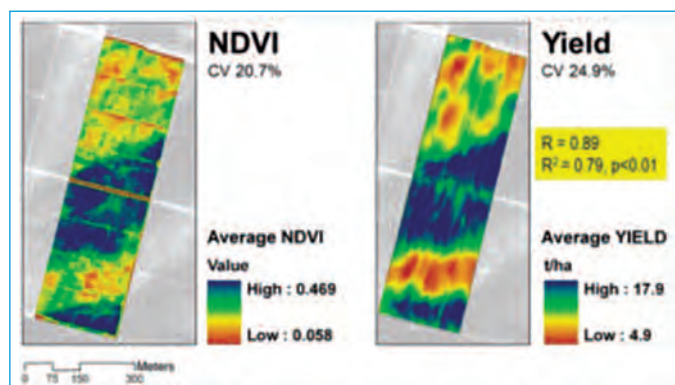 NDVI
CV 20.7%
Average NDVI
Value
High : 0.469
Low : 0.058
Meters
0 75 150 300
Yield
CV 24.9%
R = 0.89
R² = 0.79, p<0.01
Average YIELD
t/ha
High : 17.9
Low : 4.9